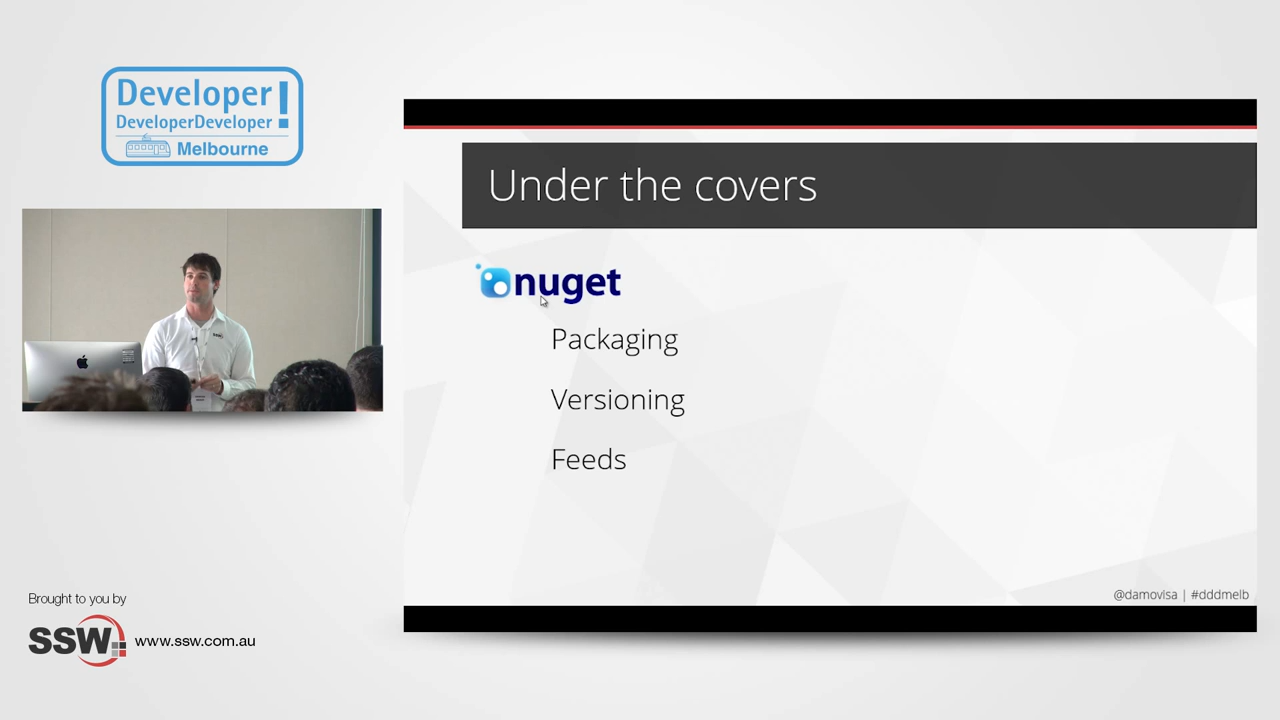 Developer!
DeveloperDeveloper
Melbourne
Under the covers
nuget
Packaging
Versioning
Feeds
@damovisa | #dddmelb
Brought to you by
SSW
www.ssw.com.au